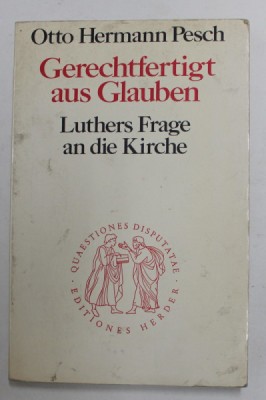 Otto Hermann Pesch
Gerechtfertigt
aus Glauben
Luthers Frage
an die Kirche
QUAESTIONES DISPUTATAE
EDITIONES HERDER